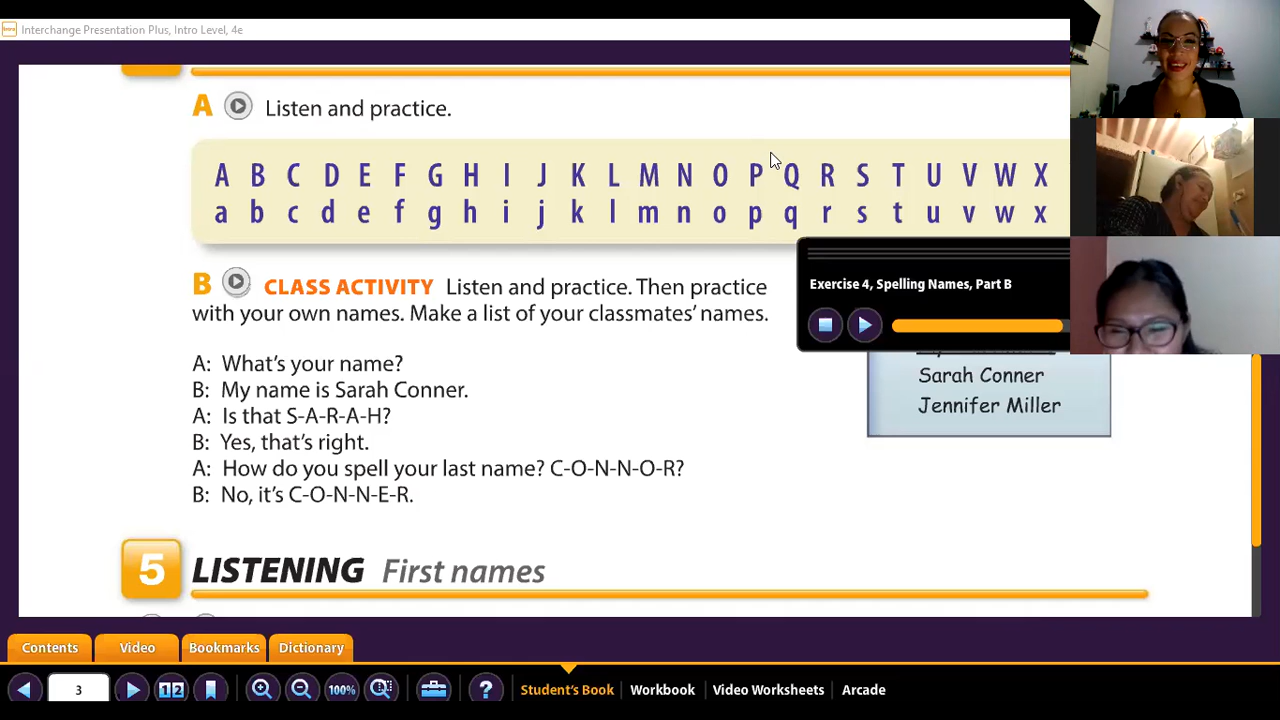 Interchange Presentation Plus, Intro Level, 4e
A Listen and practice.
A B C D E F G H I J K L M N O P Q R S T U V W X
a b c d e f g h i j k l m n o p q r s t u v w x
B CLASS ACTIVITY Listen and practice. Then practice
with your own names. Make a list of your classmates' names.
A: What's your name?
B: My name is Sarah Conner.
A: Is that S-A-R-A-H?
B: Yes, that's right.
A: How do you spell your last name? C-O-N-N-O-R?
B: No, it's C-O-N-N-E-R.
Exercise 4, Spelling Names, Part B
Sarah Conner
Jennifer Miller
5 LISTENING First names
Contents Video Bookmarks Dictionary
3 1 2 100% ? Student's Book Workbook Video Worksheets Arcade